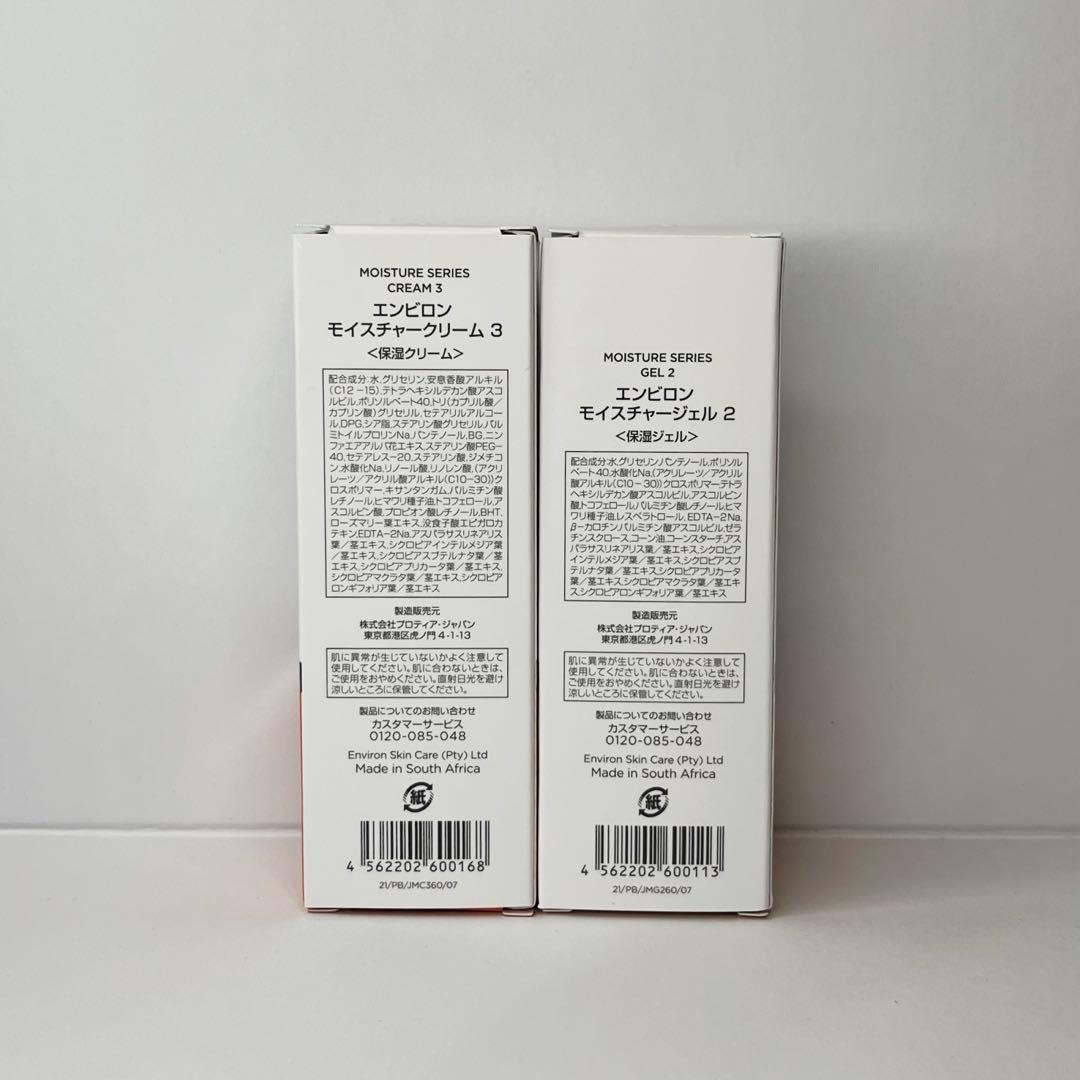 MOISTURE SERIES
CREAM 3
エンビロン
モイスチャークリーム 3
<保湿クリーム>
配合成分:水,グリセリン,安息香酸アルキル
(C12-15),テトラヘキシルデカン酸アスコ
ルビル,ポリソルベート40,トリ(カプリル酸/
カプリン酸)グリセリル,セテアリルアルコー
ル,DPG,シア脂,ステアリン酸グリセリル,パル
ミトイルプロリンNa,パンテノール,BG,ニン
ファエアアルバ花エキス,ステアリン酸PEG-
40,セテアレス-20,ステアリン酸,ジメチコ
ン,水酸化Na,リノール酸,リノレン酸,(アクリ
レーツ/アクリル酸アルキル(C10-30))ク
ロスポリマー,キサンタンガム,パルミチン酸
レチノール,ヒマワリ種子油,トコフェロール,ア
スコルビン酸,プロピオン酸レチノール,BHT,
ローズマリー葉エキス,没食子酸エピガロカ
テキン,EDTA-2Na,アスパラサスリネアリス
葉/茎エキス,シクロピアインテルメジア葉
/茎エキス,シクロピアスブテルナタ葉/茎
エキス,シクロピアプリカータ葉/茎エキス,
シクロピアマクラタ葉/茎エキス,シクロピア
ロンギフォリア葉/茎エキス
製造販売元
株式会社プロティア・ジャパン
東京都港区虎ノ門 4-1-13
肌に異常が生じていないかよく注意して
使用してください。肌に合わないときは、
ご使用をおやめください。直射日光を避け
涼しいところに保管してください。
製品についてのお問い合わせ
カスタマーサービス
0120-085-048
Environ Skin Care (Pty) Ltd
Made in South Africa
紙
4 562202 600168
21/PB/JMC360/07
MOISTURE SERIES
GEL 2
エンビロン
モイスチャージェル 2
<保湿ジェル>
配合成分:水,グリセリン,パンテノール,ポリソル
ベート40,水酸化Na,(アクリレーツ/アクリル
酸アルキル(C10-30))クロスポリマー,テトラ
ヘキシルデカン酸アスコルビル,アスコルビン
酸,トコフェロール,パルミチン酸レチノール,ヒマ
ワリ種子油,レスベラトロール,EDTA-2Na,
β-カロチン,パルミチン酸アスコルビル,ゼラ
チン,スクロース,コーン油,コーンスターチ,アス
パラサスリネアリス葉/茎エキス,シクロピア
インテルメジア葉/茎エキス,シクロピアスブ
テルナタ葉/茎エキス,シクロピアプリカータ葉
/茎エキス,シクロピアマクラタ葉/茎エキ
ス,シクロピアロンギフォリア葉/茎エキス
製造販売元
株式会社プロティア・ジャパン
東京都港区虎ノ門 4-1-13
肌に異常が生じていないかよく注意して
使用してください。肌に合わないときは、
ご使用をおやめください。直射日光を避け
涼しいところに保管してください。
製品についてのお問い合わせ
カスタマーサービス
0120-085-048
Environ Skin Care (Pty) Ltd
Made in South Africa
紙
4 562202 600113
21/PB/JMG260/07